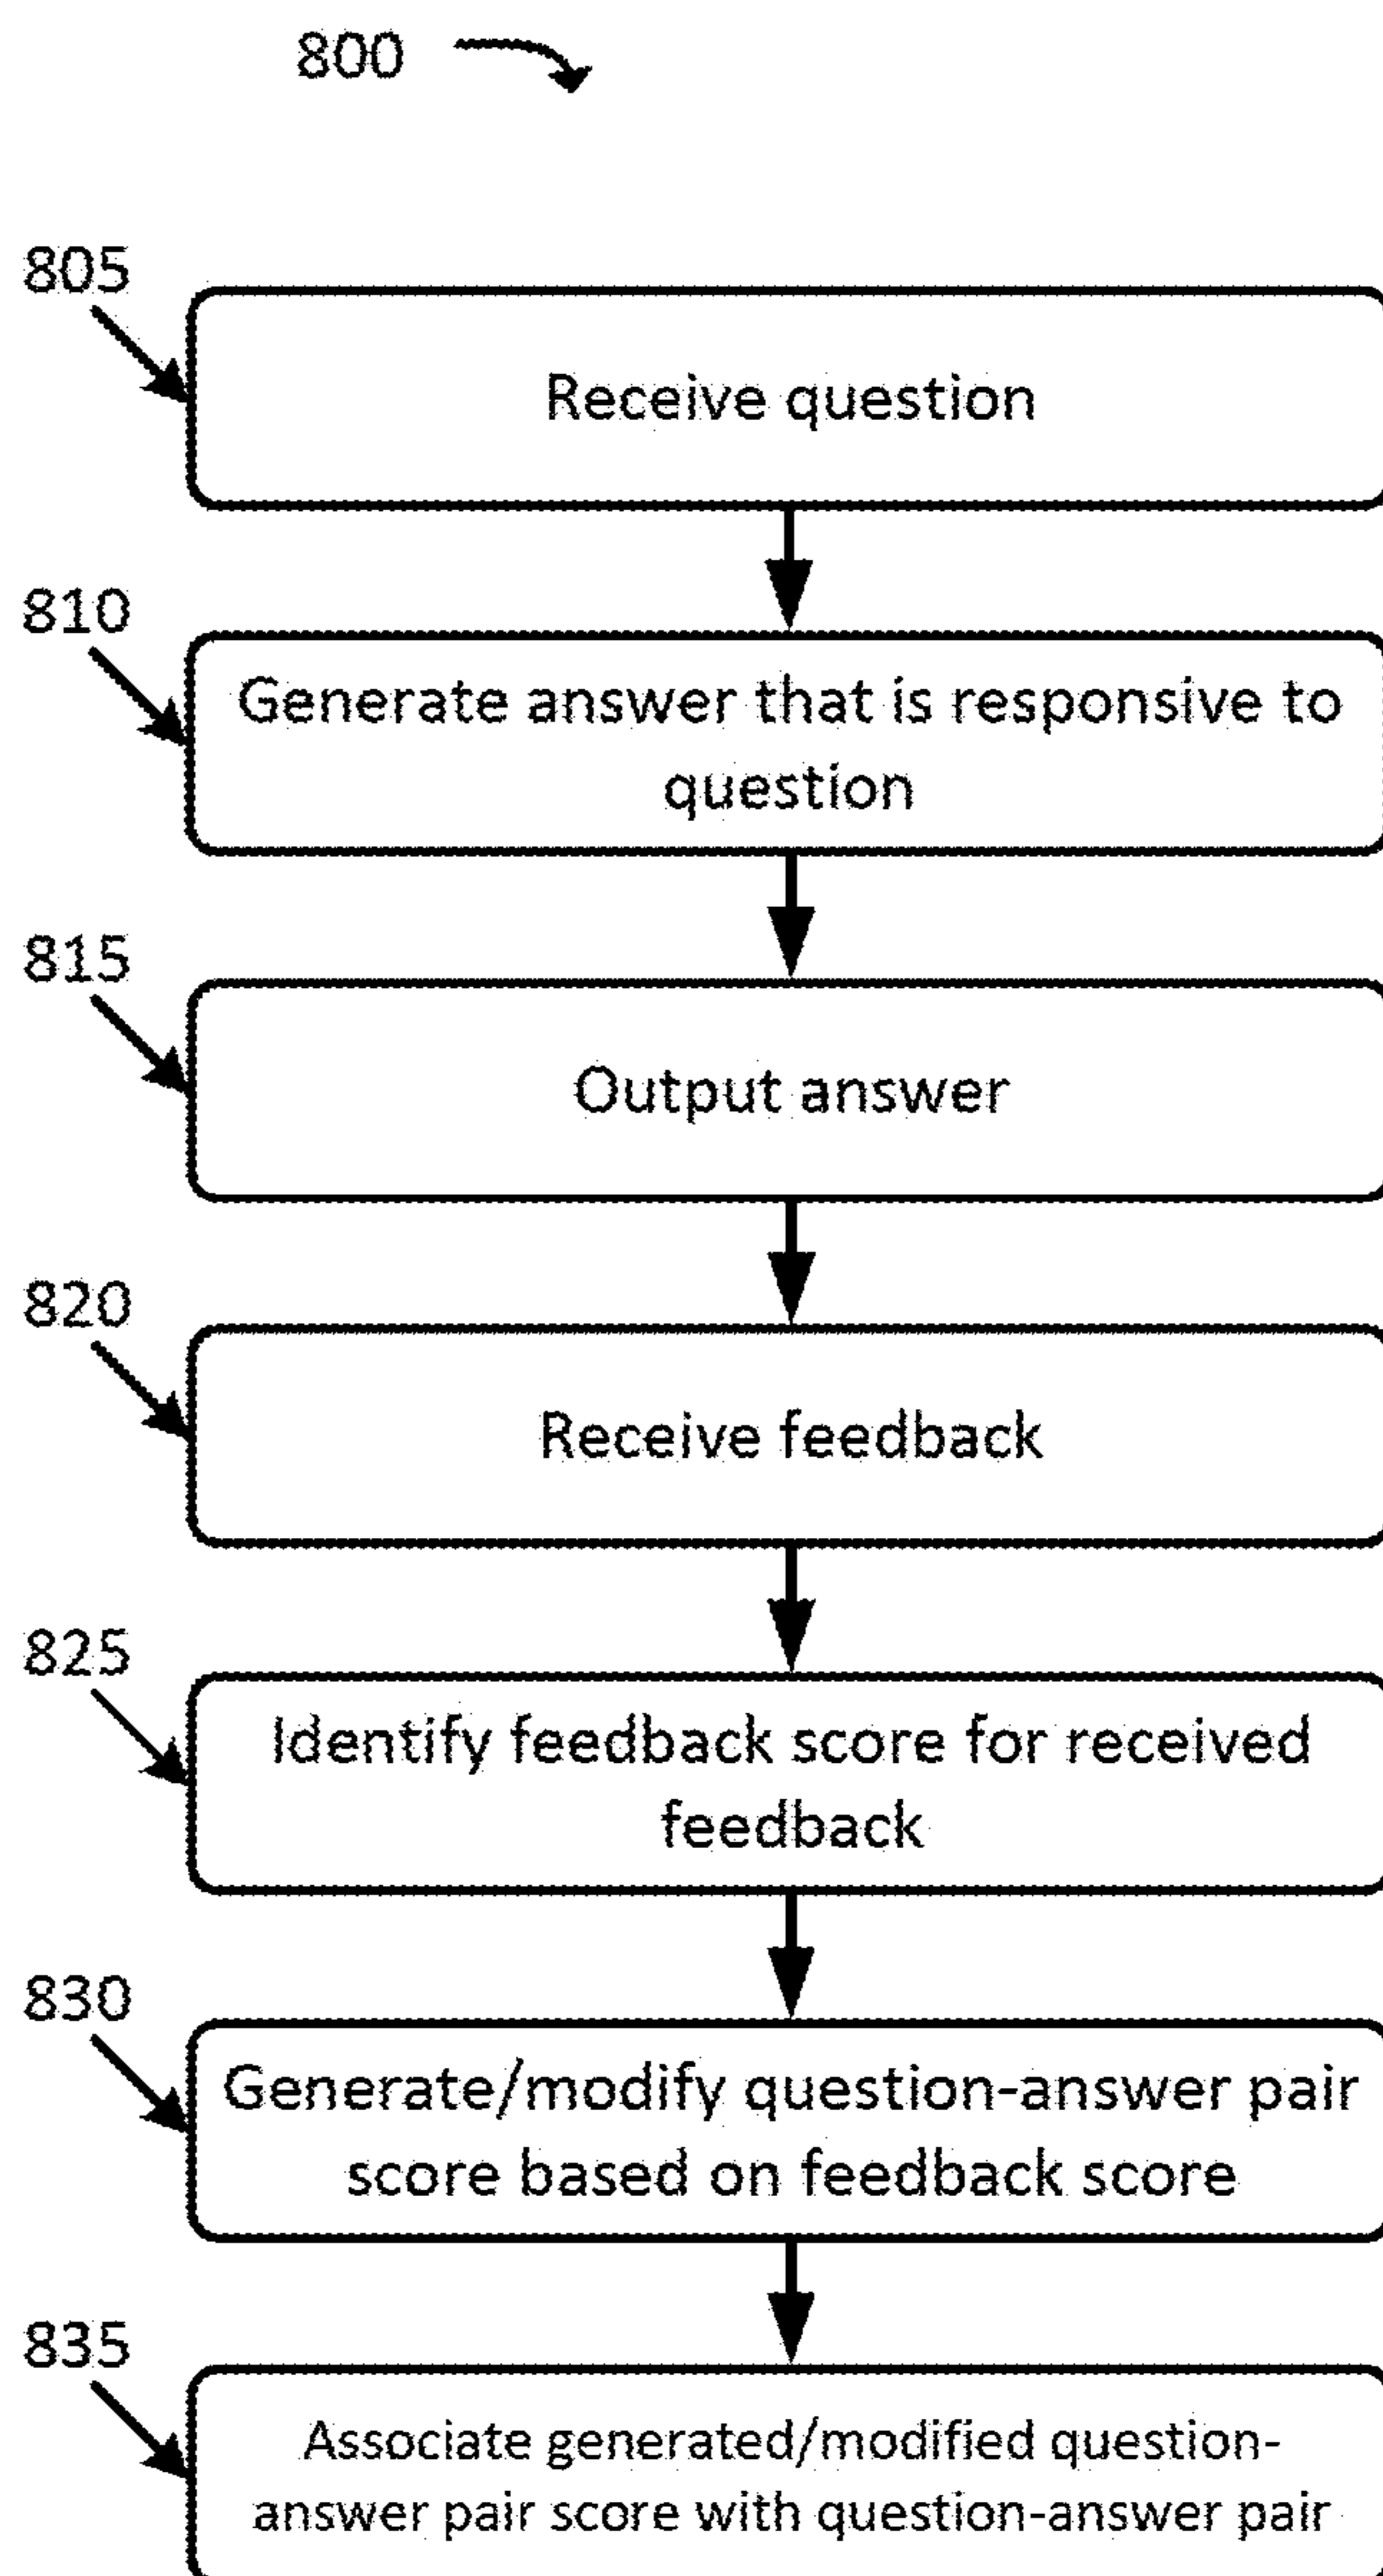 800
805
Receive question
810
Generate answer that is responsive to
question
815
Output answer
820
Receive feedback
825
Identify feedback score for received
feedback
830
Generate/modify question-answer pair
score based on feedback score
835
Associate generated/modified question-
answer pair score with question-answer pair